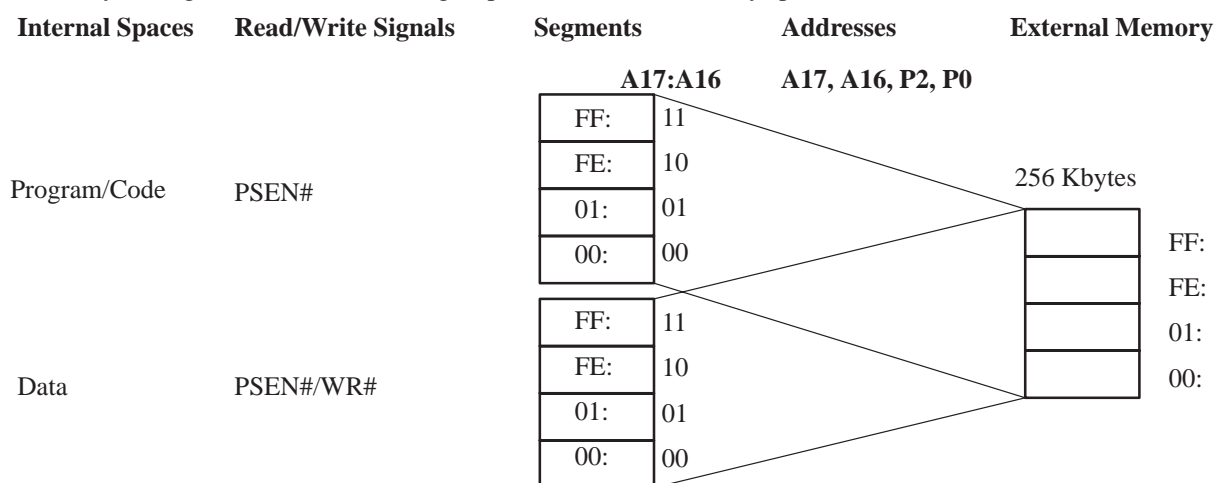 Internal Spaces Read/Write Signals Segments Addresses External Memory
A17:A16 A17, A16, P2, P0
FF: 11
FE: 10
Program/Code PSEN# 256 Kbytes
01: 01
00: 00
FF:
FE:
FF: 11
01:
FE: 10
Data PSEN#/WR# 00:
01: 01
00: 00